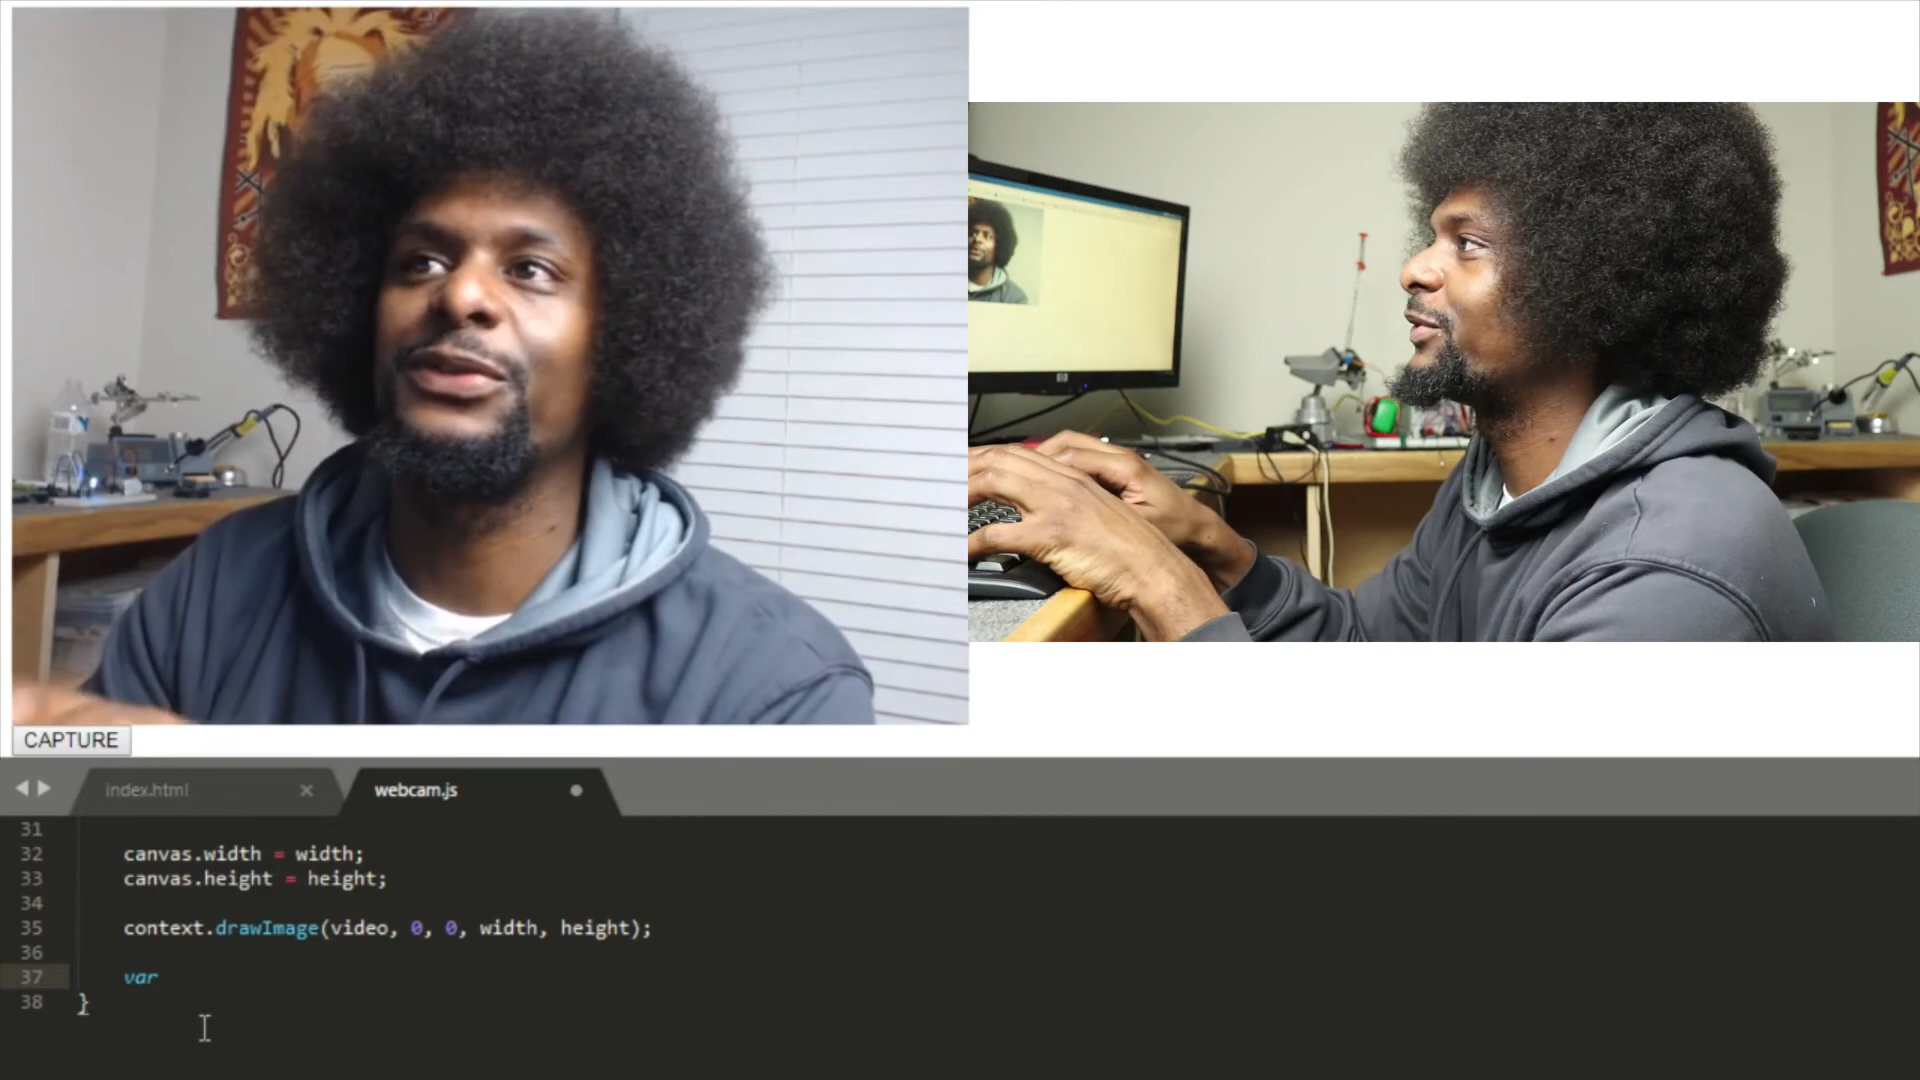 CAPTURE
index.html ×
webcam.js
31
32 canvas.width = width;
33 canvas.height = height;
34
35 context.drawImage(video, 0, 0, width, height);
36
37 var
38 }